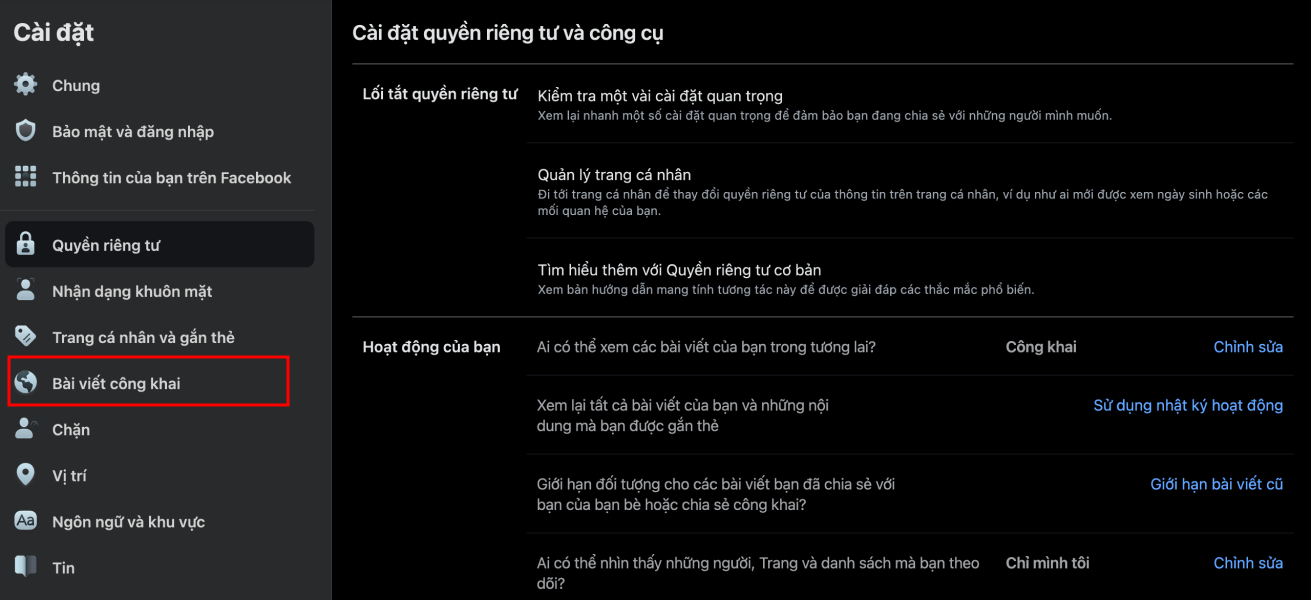 Cài đặt
Chung
Bảo mật và đăng nhập
Thông tin của bạn trên Facebook
Quyền riêng tư
Nhận dạng khuôn mặt
Trang cá nhân và gắn thẻ
Bài viết công khai
Chặn
Vị trí
Aa
Ngôn ngữ và khu vực
Tin
Cài đặt quyền riêng tư và công cụ
Lối tắt quyền riêng tư
Kiểm tra một vài cài đặt quan trọng
Xem lại nhanh một số cài đặt quan trọng để đảm bảo bạn đang chia sẻ với những người mình muốn.
Quản lý trang cá nhân
Đi tới trang cá nhân để thay đổi quyền riêng tư của thông tin trên trang cá nhân, ví dụ như ai mới được xem ngày sinh hoặc các
mối quan hệ của bạn.
Tìm hiểu thêm với Quyền riêng tư cơ bản
Xem bản hướng dẫn mang tính tương tác này để được giải đáp các thắc mắc phổ biến.
Hoạt động của bạn
Ai có thể xem các bài viết của bạn trong tương lai?
Công khai
Chỉnh sửa
Xem lại tất cả bài viết của bạn và những nội
dung mà bạn được gắn thẻ
Sử dụng nhật ký hoạt động
Giới hạn đối tượng cho các bài viết bạn đã chia sẻ với
bạn của bạn bè hoặc chia sẻ công khai?
Giới hạn bài viết cũ
Ai có thể nhìn thấy những người, Trang và danh sách mà bạn theo
dõi?
Chỉ mình tôi
Chỉnh sửa